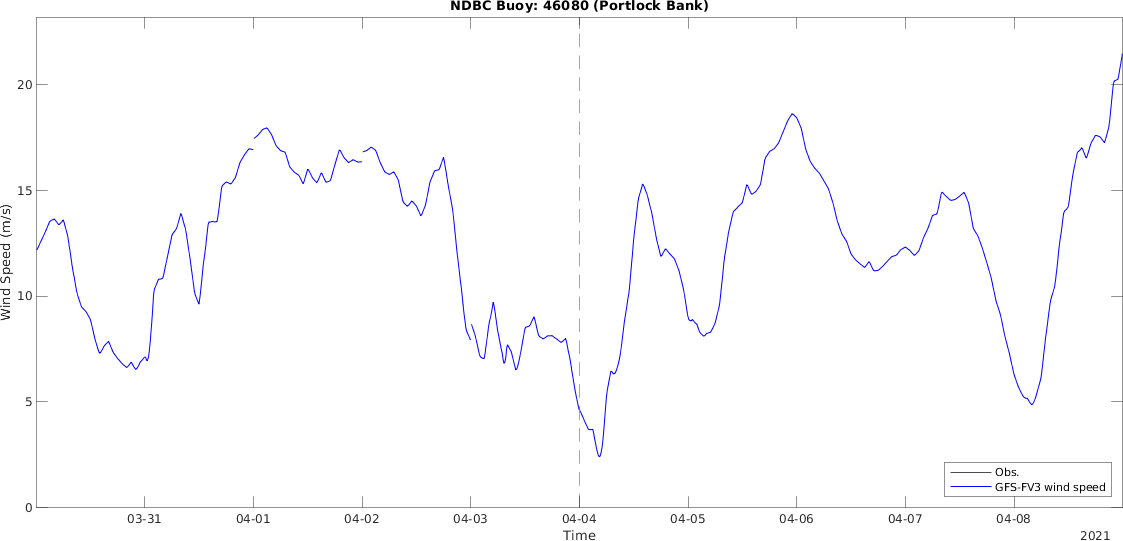 NDBC Buoy: 46080 (Portlock Bank)
Wind Speed (m/s)
20
15
10
5
0
03-31 04-01 04-02 04-03 04-04 04-05 04-06 04-07 04-08
Time
2021
Obs.
GFS-FV3 wind speed